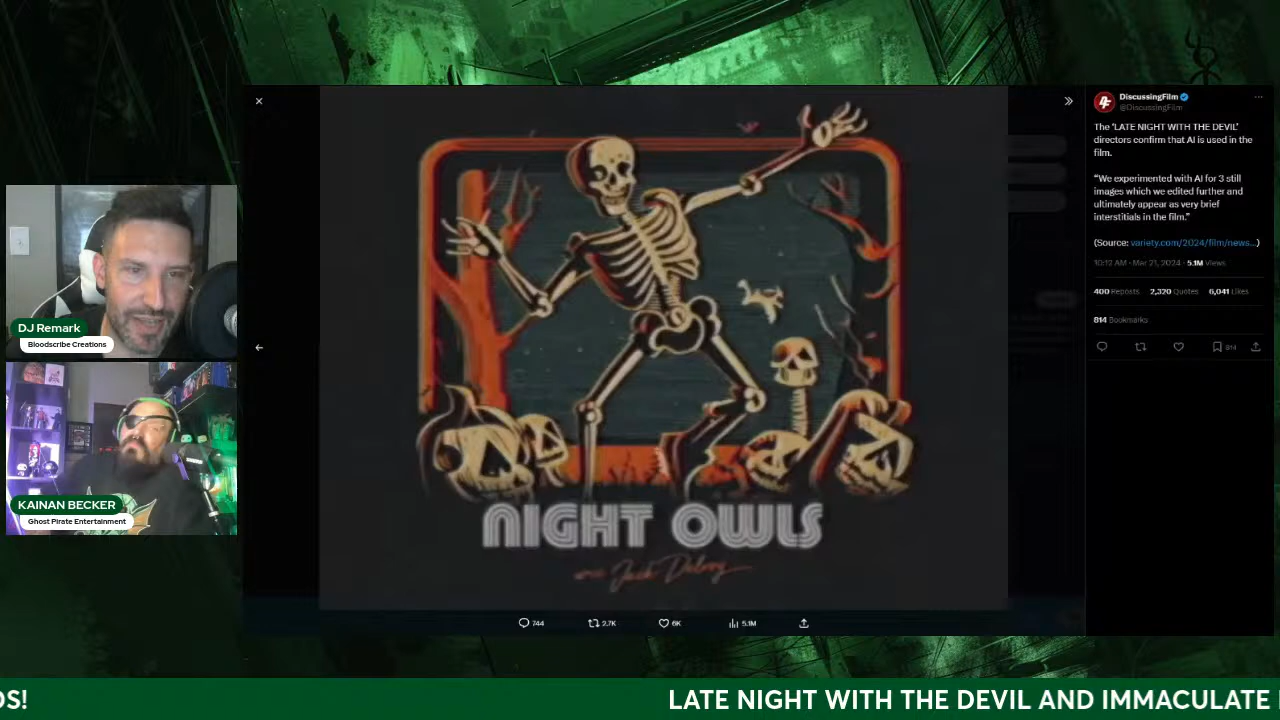 DJ Remark
Bloodscribe Creations
KAINAN BECKER
Ghost Pirate Entertainment
NIGHT OWLS
Jack Delroy
744
2.7K
6K
5.1M
DiscussingFilm
@DiscussingFilm
The 'LATE NIGHT WITH THE DEVIL'
directors confirm that AI is used in the
film.
“We experimented with AI for 3 still
images which we edited further and
ultimately appear as very brief
interstitials in the film.”
(Source: variety.com/2024/film/news...)
10:12 AM · Mar 21, 2024 · 5.1M Views
400 Reposts 2,320 Quotes 6,041 Likes
814 Bookmarks
814
DS!
LATE NIGHT WITH THE DEVIL AND IMMACULATE